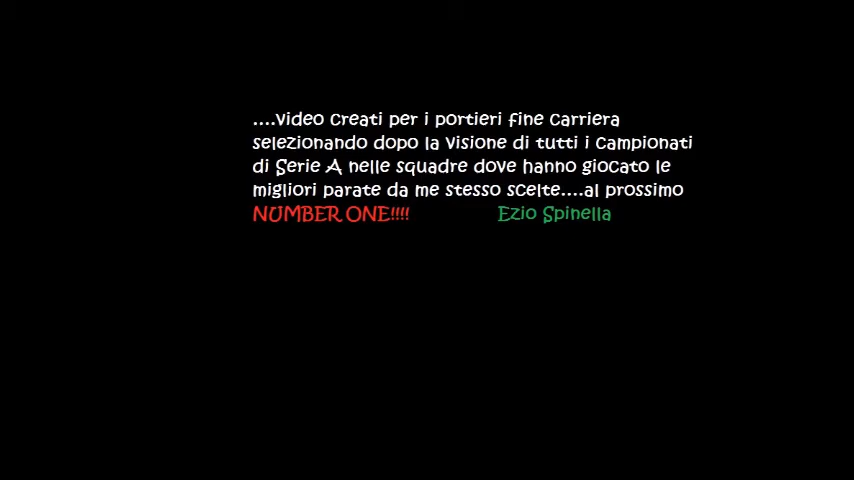 ....video creati per i portieri fine carriera
selezionando dopo la visione di tutti i campionati
di Serie A nelle squadre dove hanno giocato le
migliori parate da me stesso scelte....al prossimo
NUMBER ONE!!!! Ezio Spinella